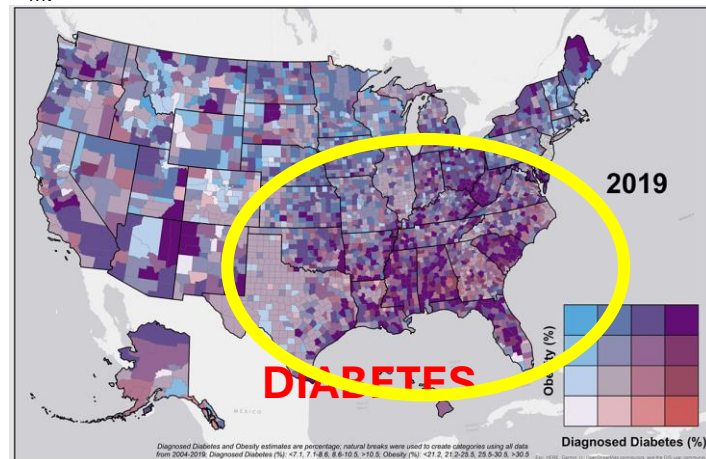 2019
DIABETES
MÉXICO
Obesity (%)
Diagnosed Diabetes (%)
Diagnosed Diabetes and Obesity estimates are percentage; natural breaks were used to create categories using all data
from 2004-2019; Diagnosed Diabetes (%): <7.1, 7.1-8.6, 8.6-10.5, >10.5; Obesity (%): <21.2, 21.2-25.5, 25.5-30.5, >30.5